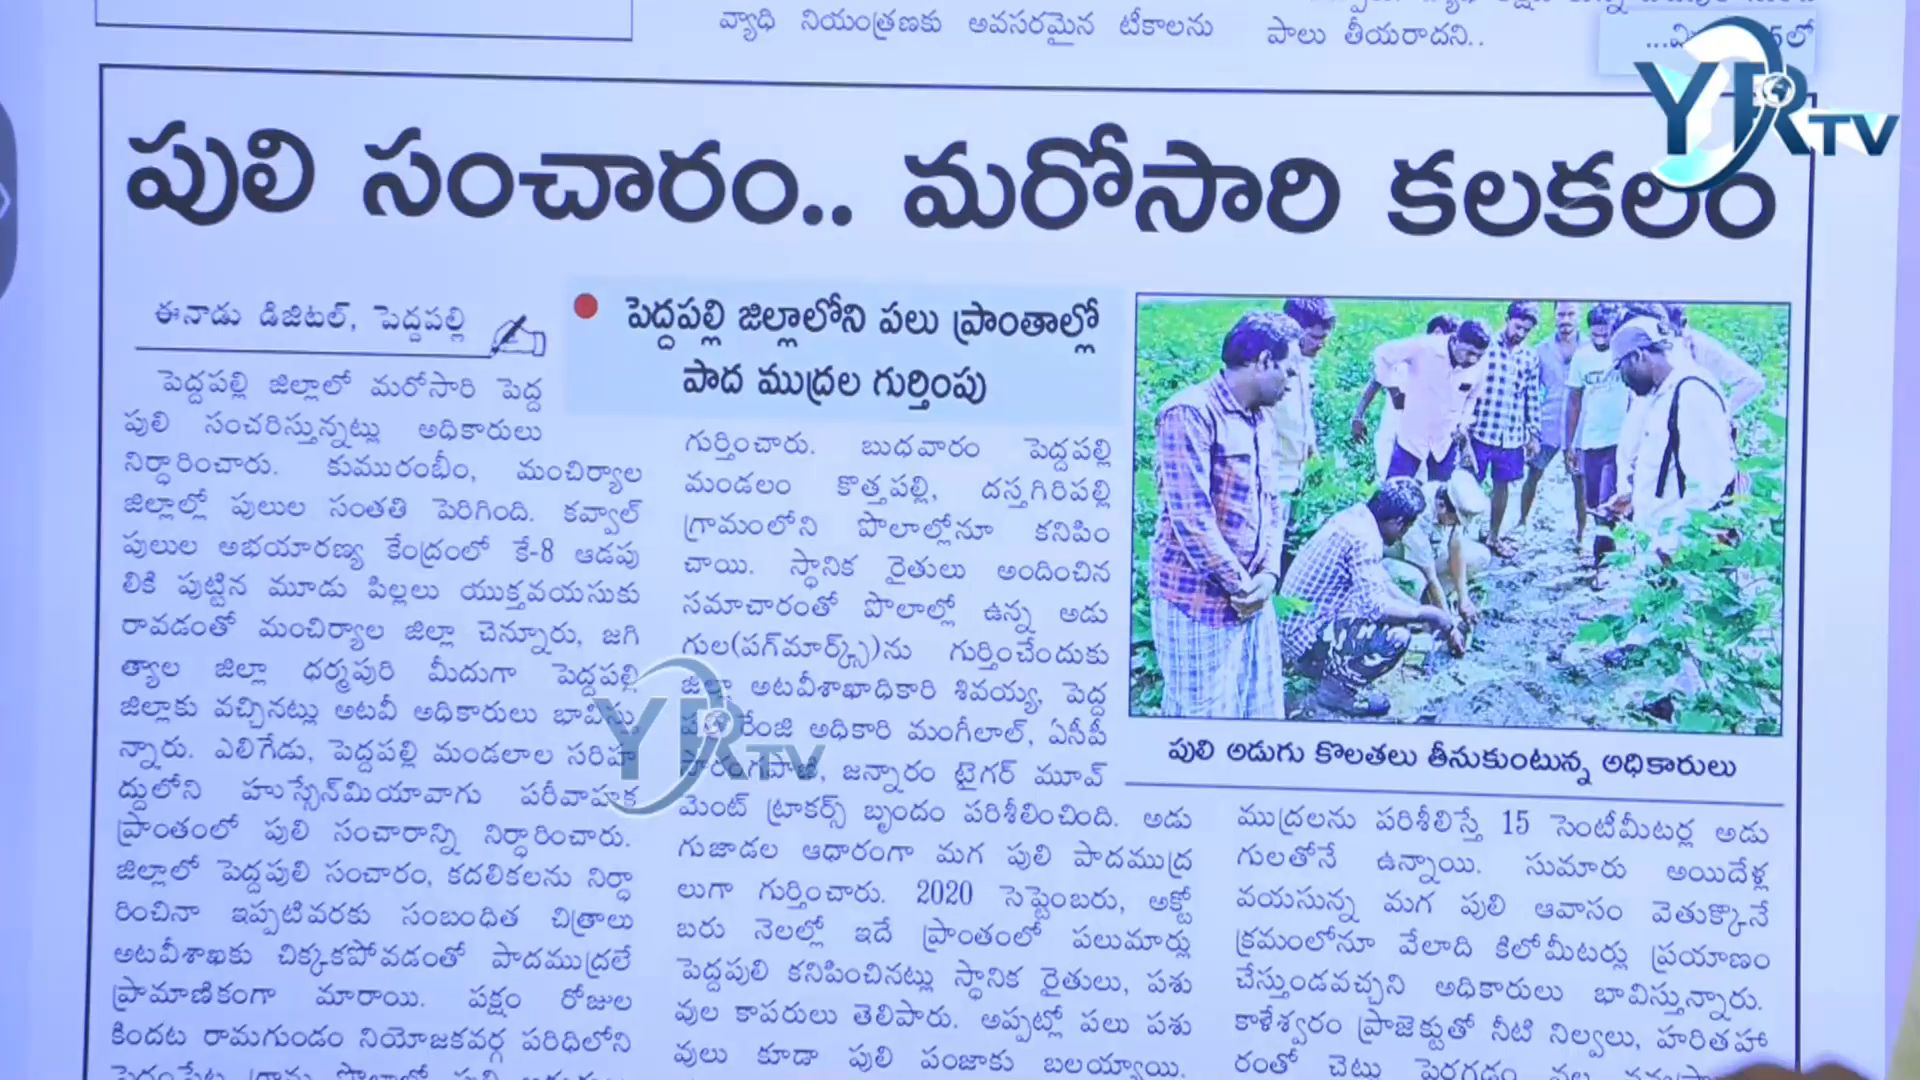 వ్యాధి నియంత్రణకు అవసరమైన టీకాలను
పాలు తీయరాదని..
5లో
YR TV
పులి సంచారం.. మరోసారి కలకలం
ఈనాడు డిజిటల్, పెద్దపల్లి
పెద్దపల్లి జిల్లాలోని పలు ప్రాంతాల్లో
పాద ముద్రల గుర్తింపు
పెద్దపల్లి జిల్లాలో మరోసారి పెద్ద
పులి సంచరిస్తున్నట్లు అధికారులు
నిర్ధారించారు. కుమురంభీం, మంచిర్యాల
జిల్లాల్లో పులుల సంతతి పెరిగింది. కవ్వాల్
పులుల అభయారణ్య కేంద్రంలో కే-8 ఆడపు
లికి పుట్టిన మూడు పిల్లలు యుక్తవయసుకు
రావడంతో మంచిర్యాల జిల్లా చెన్నూరు, జగి
త్యాల జిల్లా ధర్మపురి మీదుగా పెద్దపల్లి
జిల్లాకు వచ్చినట్లు అటవీ అధికారులు భావిస్తు
న్నారు. ఎలిగేడు, పెద్దపల్లి మండలాల సరిహ
ద్దులోని హుస్సేన్‌మియావాగు పరీవాహక
ప్రాంతంలో పులి సంచారాన్ని నిర్ధారించారు.
జిల్లాలో పెద్దపులి సంచారం, కదలికలను నిర్ధా
రించినా ఇప్పటివరకు సంబంధిత చిత్రాలు
అటవీశాఖకు చిక్కకపోవడంతో పాదముద్రలే
ప్రామాణికంగా మారాయి. పక్షం రోజుల
కిందట రామగుండం నియోజకవర్గ పరిధిలోని
గుర్తించారు. బుధవారం పెద్దపల్లి
మండలం కొత్తపల్లి, దస్తగిరిపల్లి
గ్రామంలోని పొలాల్లోనూ కనిపిం
చాయి. స్థానిక రైతులు అందించిన
సమాచారంతో పొలాల్లో ఉన్న అడు
గుల(పగ్‌మార్క్స్)ను గుర్తించేందుకు
జిల్లా అటవీశాఖాధికారి శివయ్య, పెద్ద
రేంజి అధికారి మంగీలాల్, ఏసీపీ
సారంగపాణి, జన్నారం టైగర్ మూవ్
మెంట్ ట్రాకర్స్ బృందం పరిశీలించింది. అడు
గుజాడల ఆధారంగా మగ పులి పాదముద్ర
లుగా గుర్తించారు. 2020 సెప్టెంబరు, అక్టో
బరు నెలల్లో ఇదే ప్రాంతంలో పలుమార్లు
పెద్దపులి కనిపించినట్లు స్థానిక రైతులు, పశు
వుల కాపరులు తెలిపారు. అప్పట్లో పలు పశు
వులు కూడా పులి పంజాకు బలయ్యాయి.
YR TV
పులి అడుగు కొలతలు తీసుకుంటున్న అధికారులు
ముద్రలను పరిశీలిస్తే 15 సెంటీమీటర్ల అడు
గులతోనే ఉన్నాయి. సుమారు అయిదేళ్ల
వయసున్న మగ పులి ఆవాసం వెతుక్కొనే
క్రమంలోనూ వేలాది కిలోమీటర్లు ప్రయాణం
చేస్తుండవచ్చని అధికారులు భావిస్తున్నారు.
కాళేశ్వరం ప్రాజెక్టుతో నీటి నిల్వలు, హరితహా
రంతో చెట్లు పెరగడం వల్ల